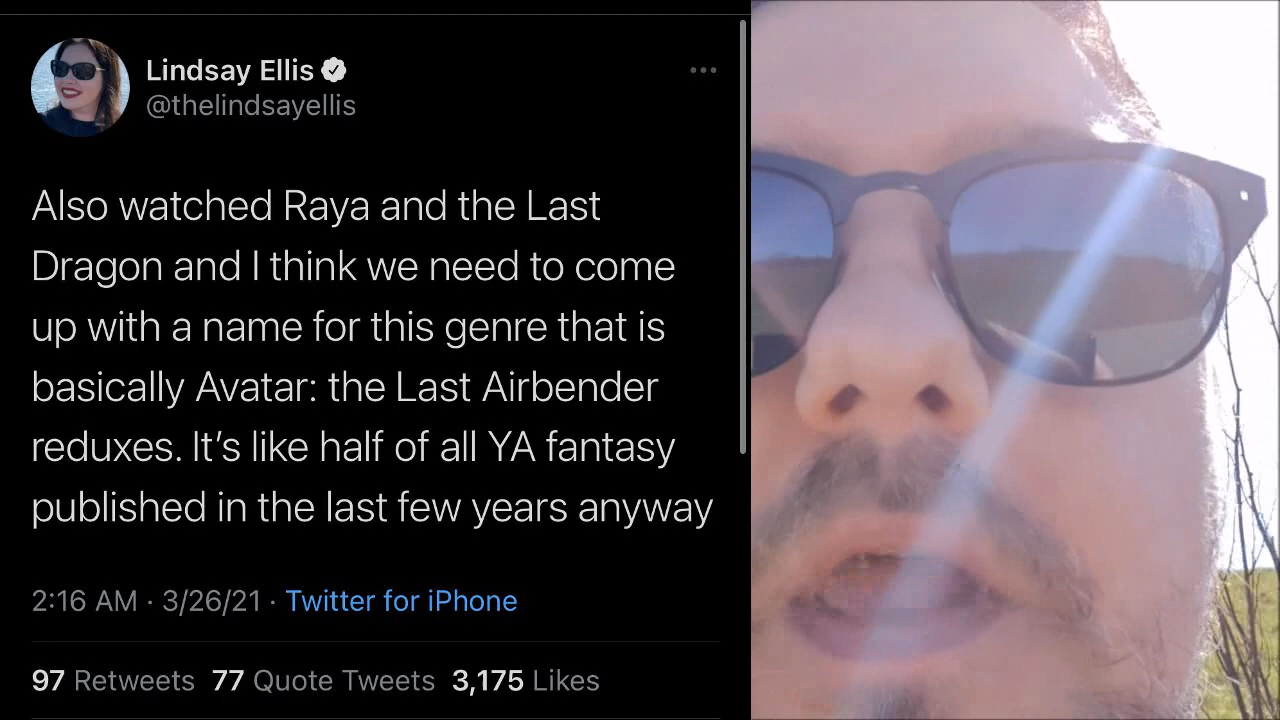 Lindsay Ellis
@thelindsayellis
Also watched Raya and the Last
Dragon and I think we need to come
up with a name for this genre that is
basically Avatar: the Last Airbender
reduxes. It’s like half of all YA fantasy
published in the last few years anyway
2:16 AM · 3/26/21 · Twitter for iPhone
97 Retweets 77 Quote Tweets 3,175 Likes